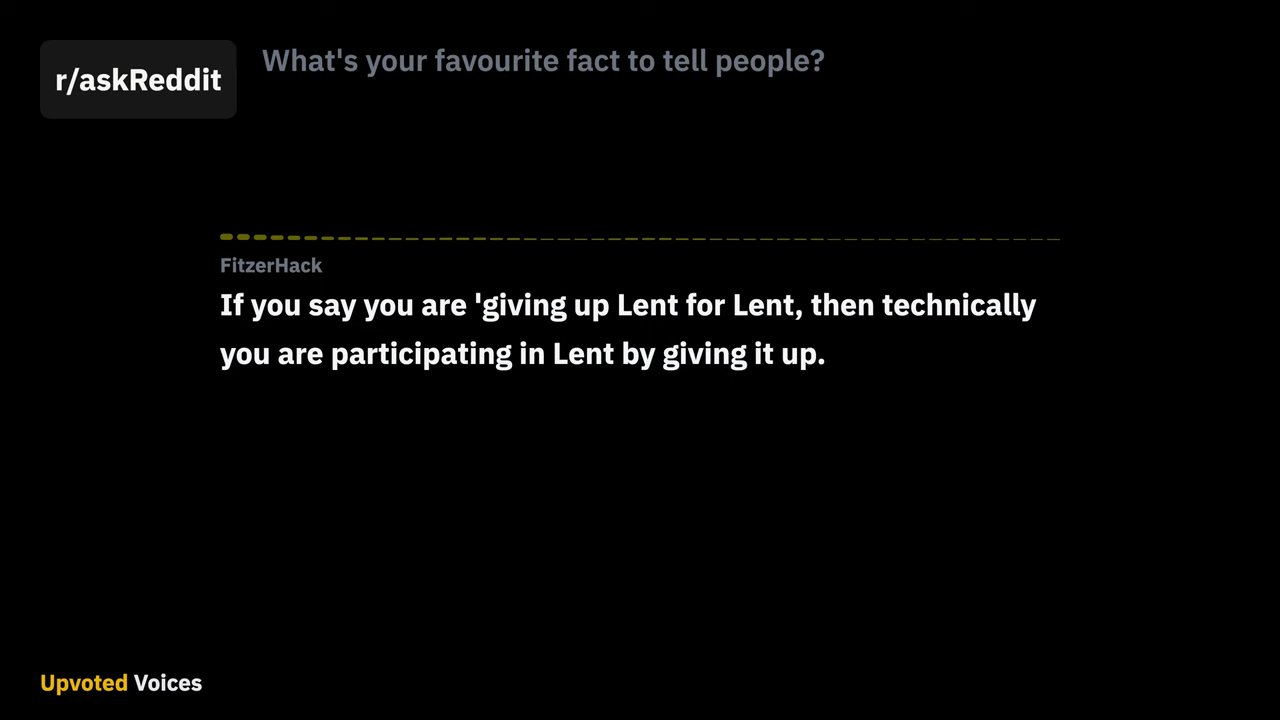 r/askReddit
What's your favourite fact to tell people?
FitzerHack
If you say you are 'giving up Lent for Lent, then technically
you are participating in Lent by giving it up.
Upvoted Voices